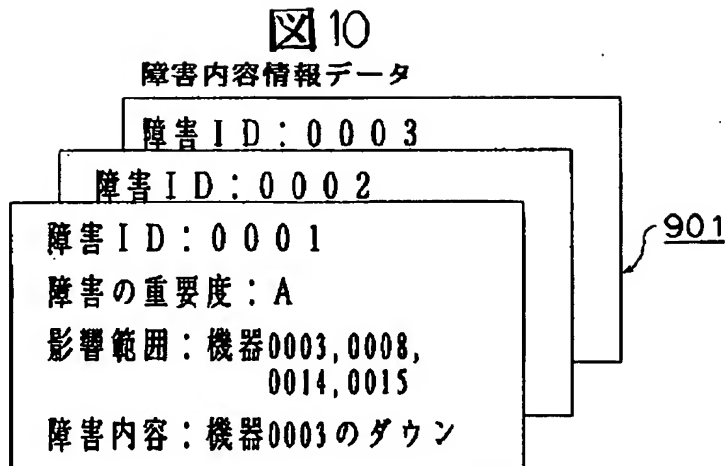 図10
障害内容情報データ
障害ID:0003
障害ID:0002
障害ID:0001
障害の重要度:A
影響範囲:機器0003,0008,
0014,0015
障害内容:機器0003のダウン
901